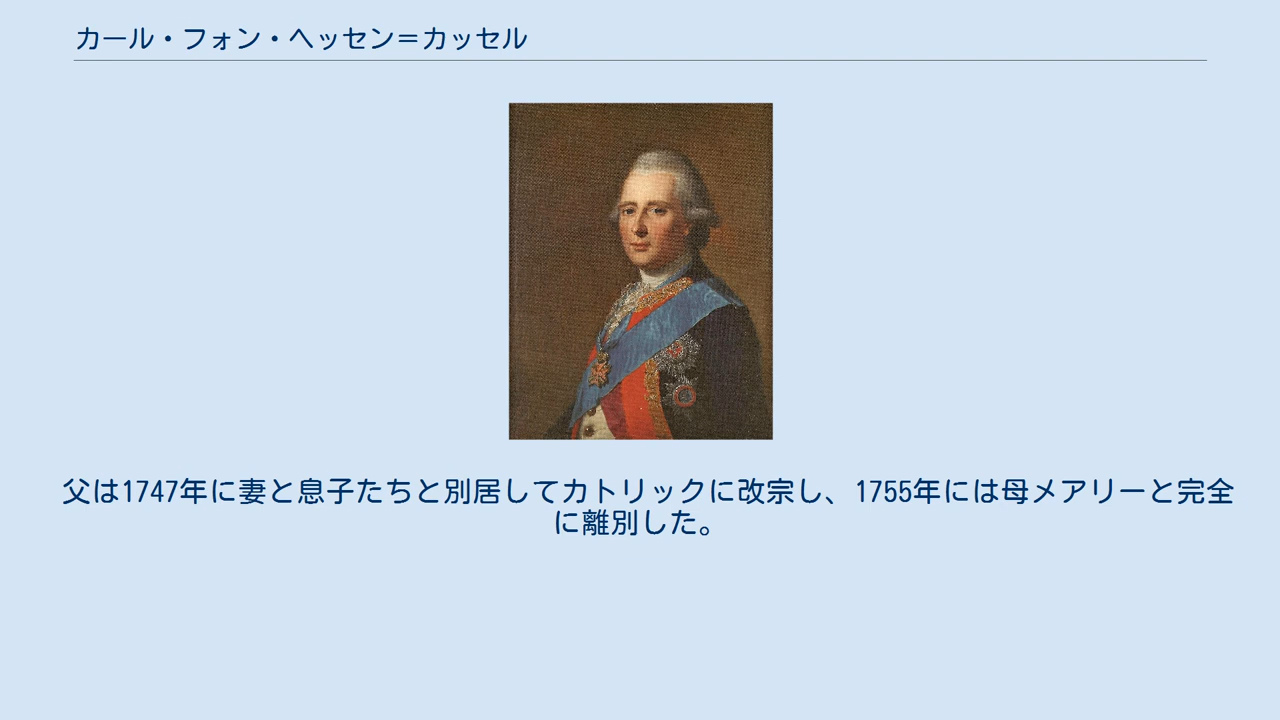 カール・フォン・ヘッセン＝カッセル
父は1747年に妻と息子たちと別居してカトリックに改宗し、1755年には母メアリーと完全
に離別した。